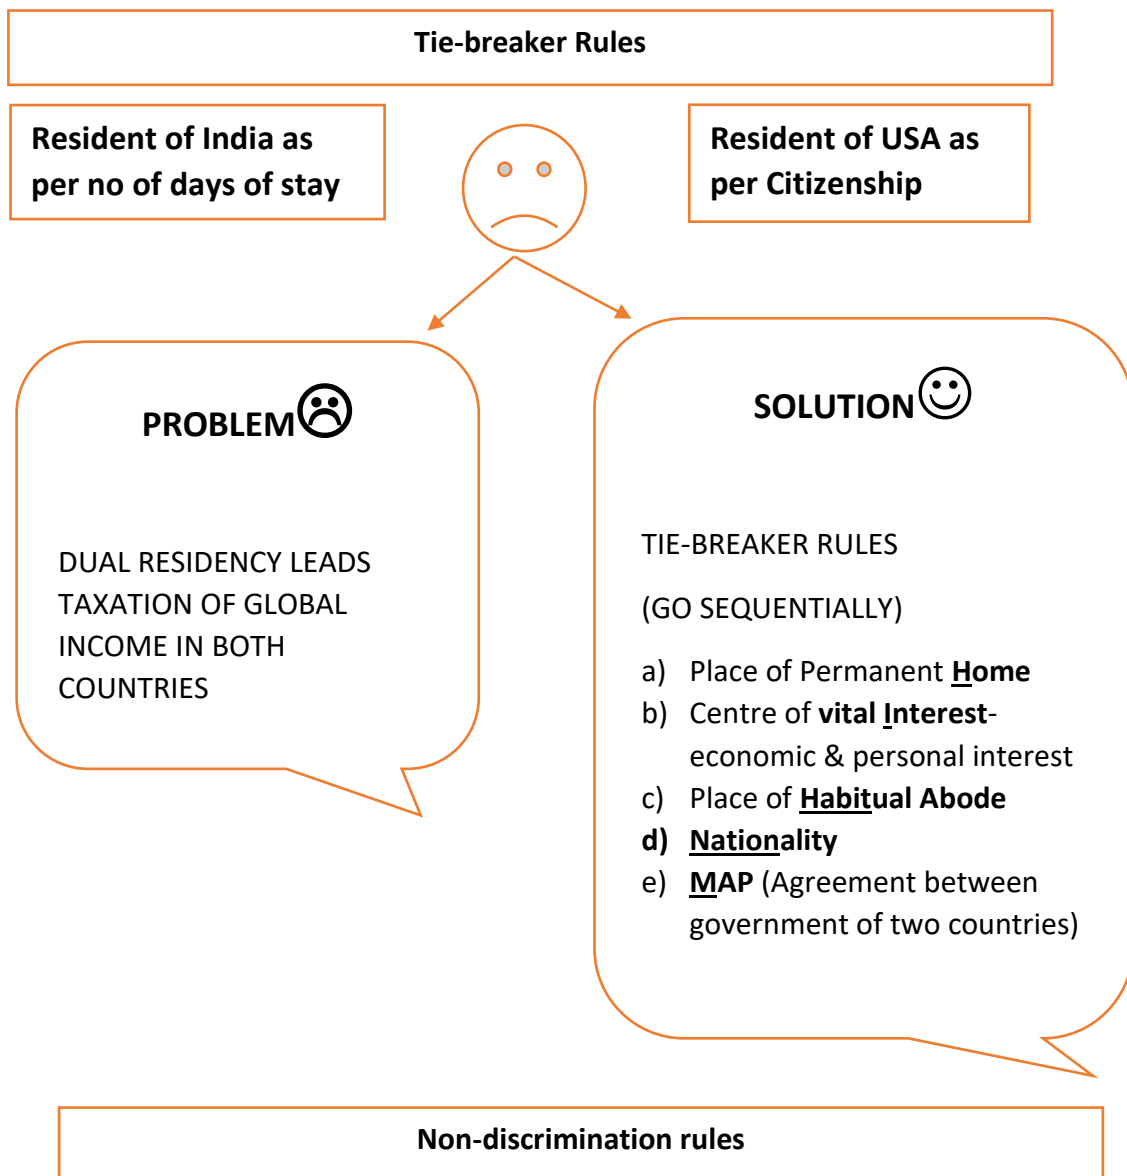 Tie-breaker Rules
Resident of India as
per no of days of stay
Resident of USA as
per Citizenship
PROBLEM
DUAL RESIDENCY LEADS
TAXATION OF GLOBAL
INCOME IN BOTH
COUNTRIES
SOLUTION
TIE-BREAKER RULES
(GO SEQUENTIALLY)
a) Place of Permanent Home
b) Centre of vital Interest-
economic & personal interest
c) Place of Habitual Abode
d) Nationality
e) MAP (Agreement between
government of two countries)
Non-discrimination rules